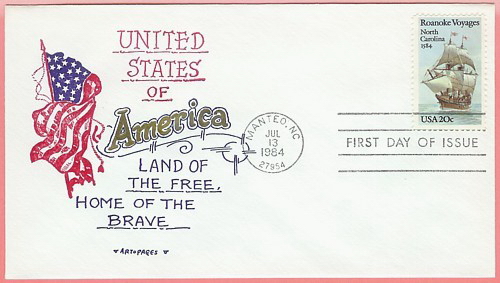 UNITED
STATES
OF
America
LAND OF
THE FREE,
HOME OF THE
BRAVE
ARTOPAGES
MANTEO, NC
JUL
13
1984
27954
Roanoke Voyages
North
Carolina
1584
USA 20c
FIRST DAY OF ISSUE